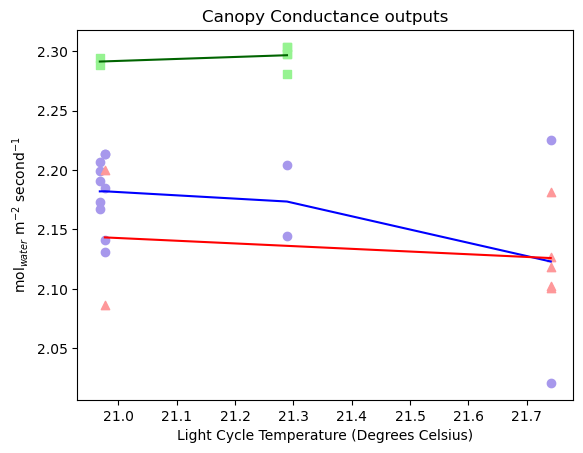 Canopy Conductance outputs
mol_water m⁻² second⁻¹
2.30
2.25
2.20
2.15
2.10
2.05
21.0 21.1 21.2 21.3 21.4 21.5 21.6 21.7
Light Cycle Temperature (Degrees Celsius)